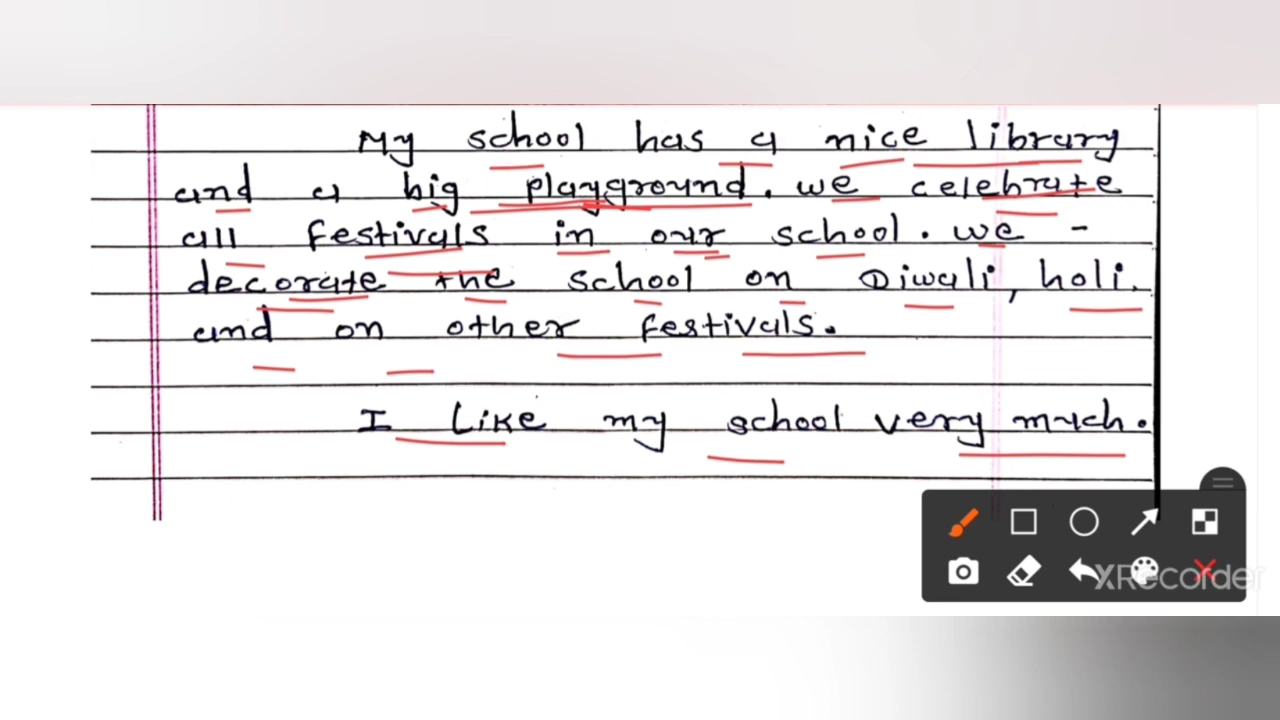 My school has a nice library
and a big playground. we celebrate
all festivals in our school. we -
decorate the school on Diwali, holi.
and on other festivals.
I Like my school very much.
XRecorder